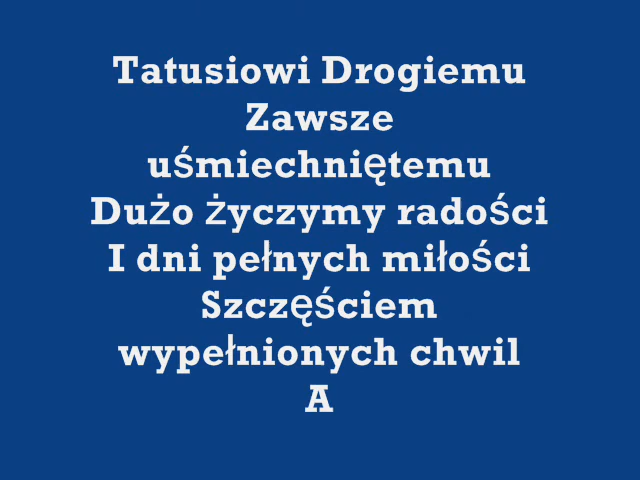 Tatusiowi Drogiemu
Zawsze
uśmiechniętemu
Dużo życzymy radości
I dni pełnych miłości
Szczęściem
wypełnionych chwil
A